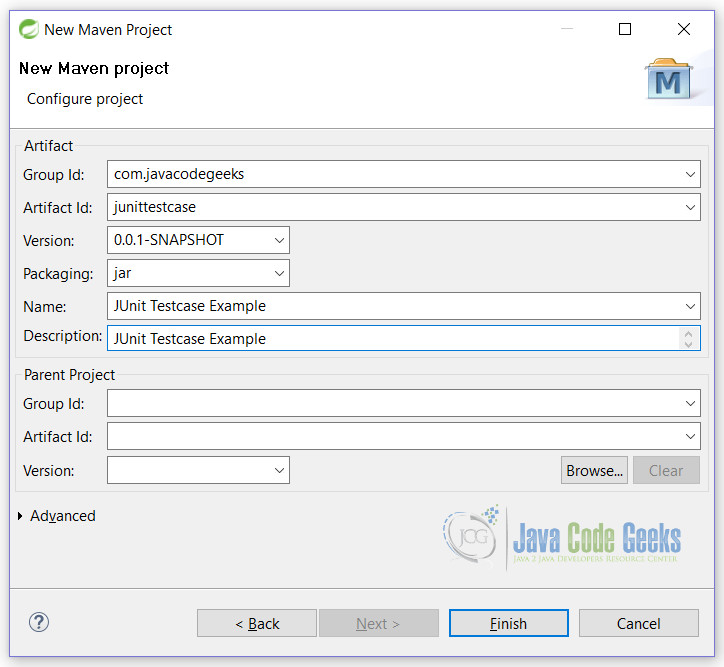 New Maven Project
New Maven project
Configure project
M
Artifact
Group Id: com.javacodegeeks
Artifact Id: junittestcase
Version: 0.0.1-SNAPSHOT
Packaging: jar
Name: JUnit Testcase Example
Description: JUnit Testcase Example
Parent Project
Group Id:
Artifact Id:
Version: Browse... Clear
Advanced
JCG Java Code Geeks
Java 2 Java Developers Resource Center
? < Back Next > Finish Cancel